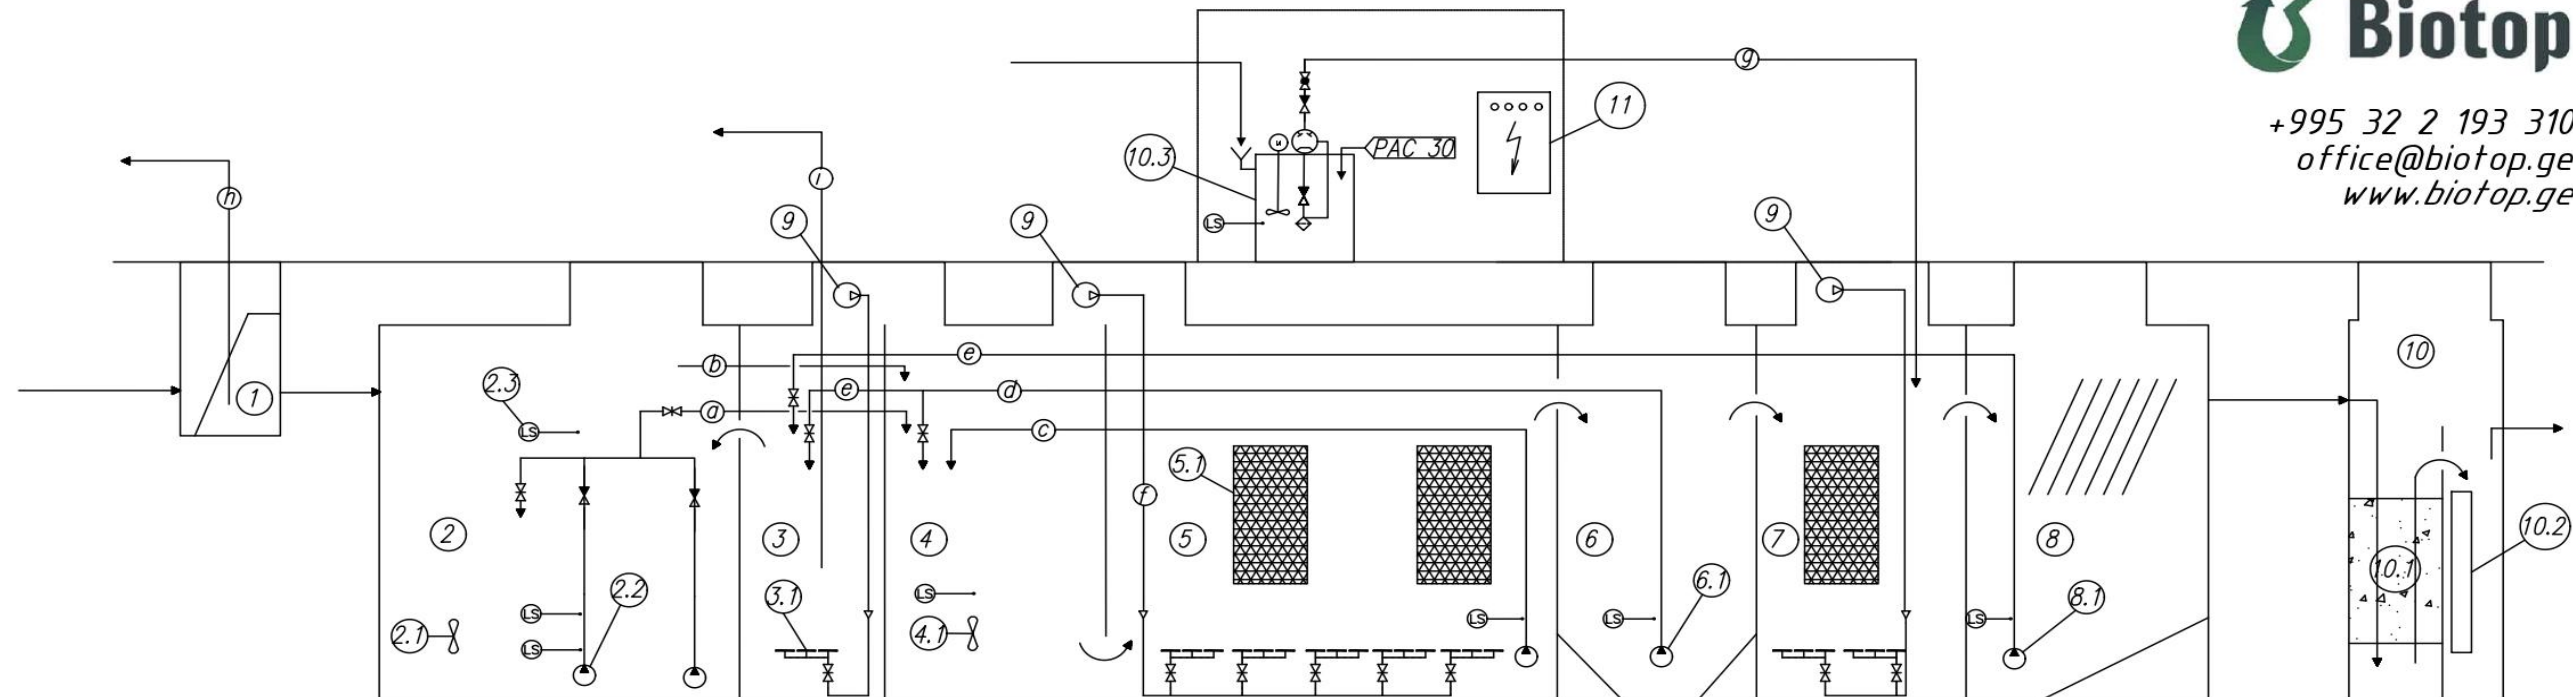 Biotop
+995 32 2 193 310
office@biotop.ge
www.biotop.ge
g
11
10.3
M
PAC 30
LS
h
i
9
9
9
1
2.3
LS
b
a
e
e
d
c
10
2
3
4
5.1
5
f
6
7
8
10.1
10.2
2.1
LS
LS
2.2
3.1
LS
4.1
LS
LS
6.1
LS
8.1